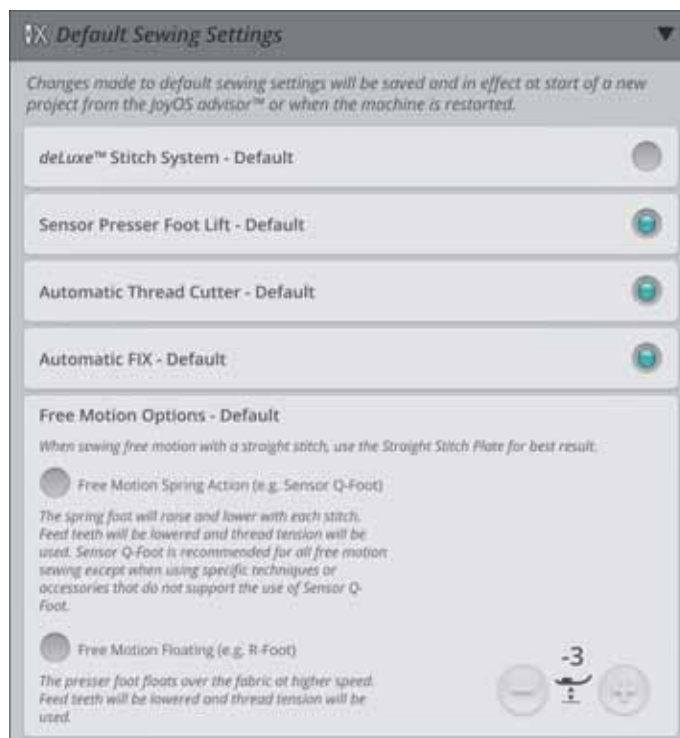 Default Sewing Settings
Changes made to default sewing settings will be saved and in effect at start of a new
project from the JoyOS advisor™ or when the machine is restarted.
deLuxe™ Stitch System - Default
Sensor Presser Foot Lift - Default
Automatic Thread Cutter - Default
Automatic FIX - Default
Free Motion Options - Default
When sewing free motion with a straight stitch, use the Straight Stitch Plate for best result.
Free Motion Spring Action (e.g. Sensor Q-Foot)
The spring foot will raise and lower with each stitch.
Feed teeth will be lowered and thread tension will be
used. Sensor Q-Foot is recommended for all free motion
sewing except when using specific techniques or
accessories that do not support the use of Sensor Q-
Foot.
Free Motion Floating (e.g. R-Foot)
-3
The presser foot floats over the fabric at higher speed.
Feed teeth will be lowered and thread tension will be
used.